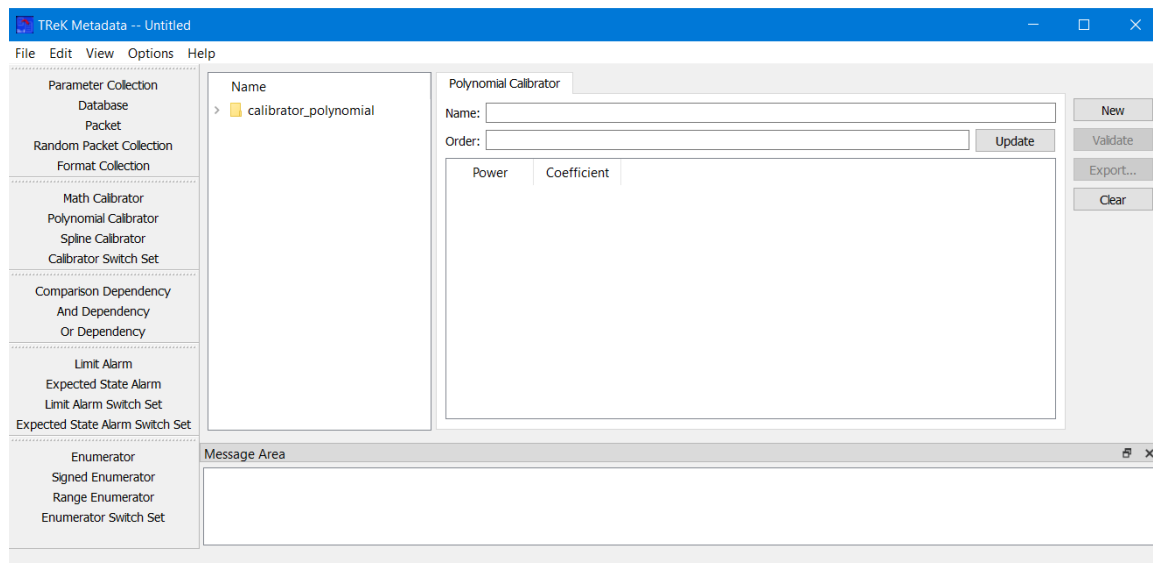 TReK Metadata -- Untitled
File Edit View Options Help
Parameter Collection
Database
Packet
Random Packet Collection
Format Collection
Math Calibrator
Polynomial Calibrator
Spline Calibrator
Calibrator Switch Set
Comparison Dependency
And Dependency
Or Dependency
Limit Alarm
Expected State Alarm
Limit Alarm Switch Set
Expected State Alarm Switch Set
Enumerator
Signed Enumerator
Range Enumerator
Enumerator Switch Set
Name
calibrator_polynomial
Polynomial Calibrator
Name:
Order:
Update
Power Coefficient
New
Validate
Export...
Clear
Message Area